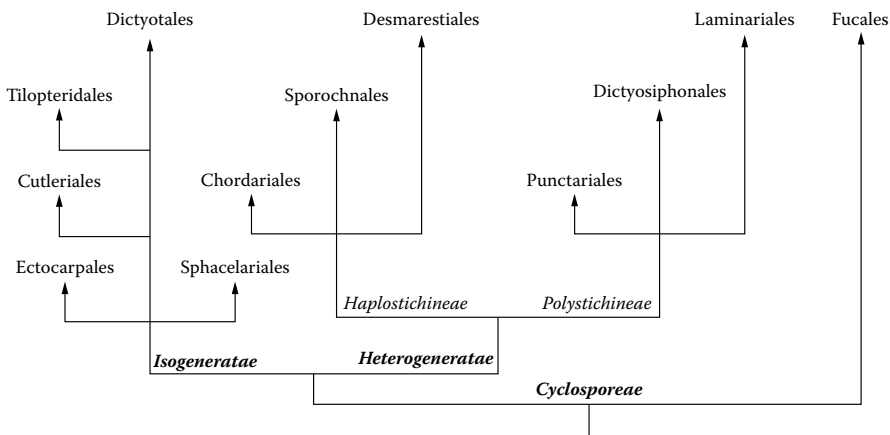 Dictyotales
Desmarestiales
Laminariales
Fucales
Tilopteridales
Sporochnales
Dictyosiphonales
Cutleriales
Chordariales
Punctariales
Ectocarpales
Sphacelariales
Haplostichineae
Polystichineae
Isogeneratae
Heterogeneratae
Cyclosporeae